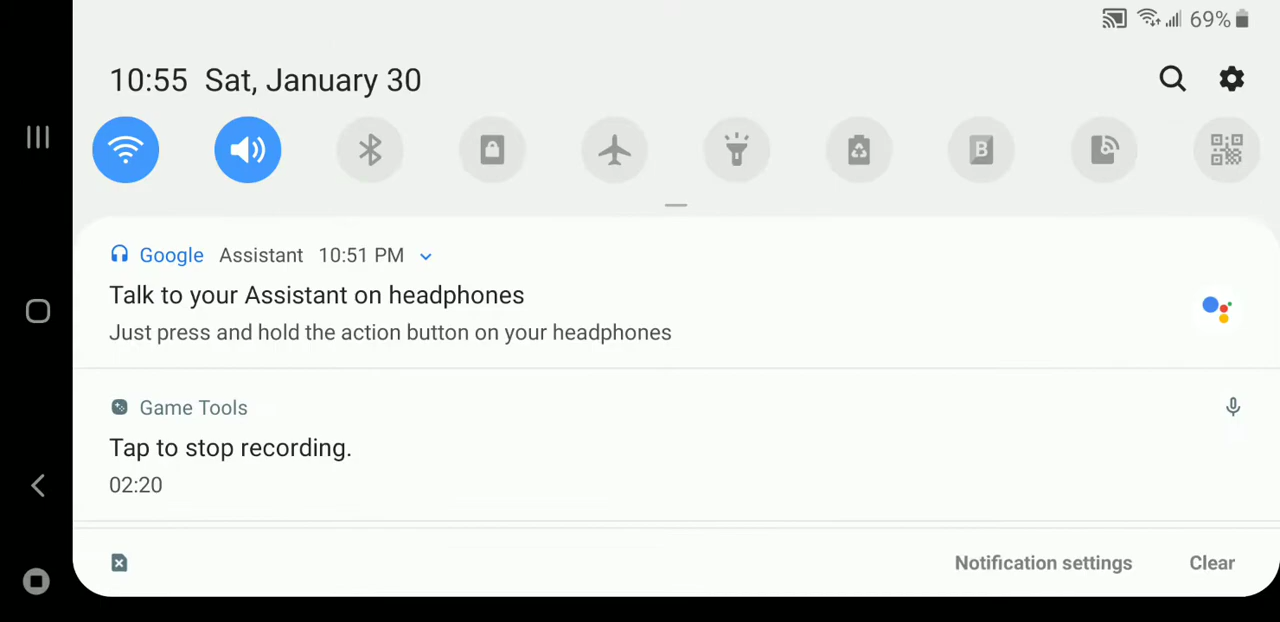 69%
10:55 Sat, January 30
B
Google Assistant 10:51 PM
Talk to your Assistant on headphones
Just press and hold the action button on your headphones
Game Tools
Tap to stop recording.
02:20
Notification settings Clear